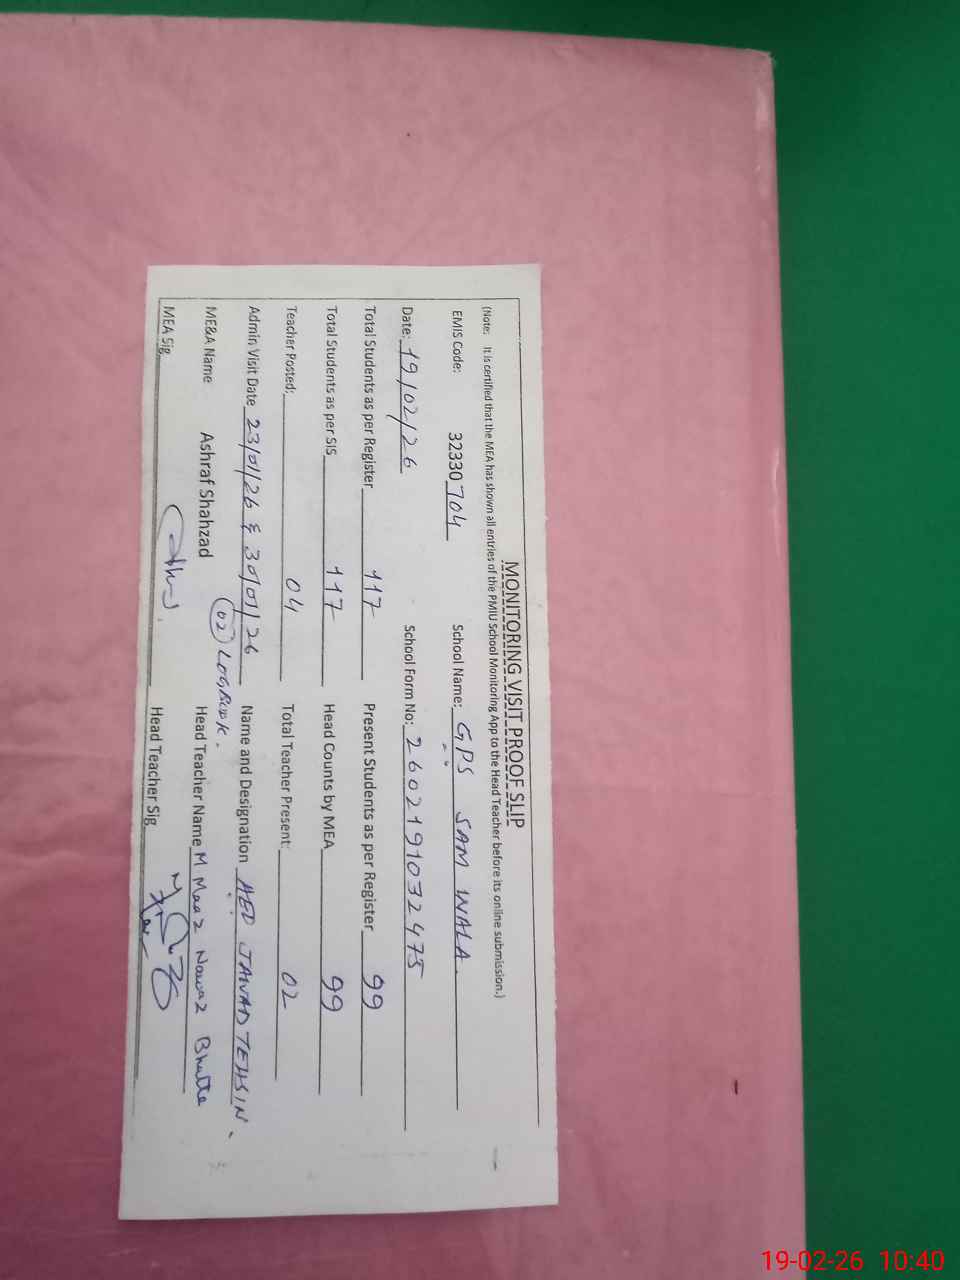 MONITORING VISIT PROOF SLIP
(Note: It is certified that the MEA has shown all entries of the PMIU School Monitoring App to the Head Teacher before its online submission.)
EMIS Code: 32330704 School Name: GPS SAM WALA.
Date: 19/02/26 School Form No: 2602191032475
Total Students as per Register 117 Present Students as per Register 99
Total Students as per SIS 117 Head Counts by MEA 99
Teacher Posted: 04 Total Teacher Present: 02
Admin Visit Date 23/01/26 & 30/01/26 Name and Designation AEO JAWAD TEHSIN.
(02) LOGBOOK.
ME&A Name Ashraf Shahzad Head Teacher Name M Maaz Nawaz Bhutta
MEA Sig Head Teacher Sig
19-02-26 10:40